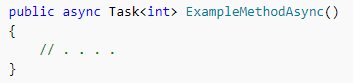 public async Task<int> ExampleMethodAsync()
{
    // . . . .
}